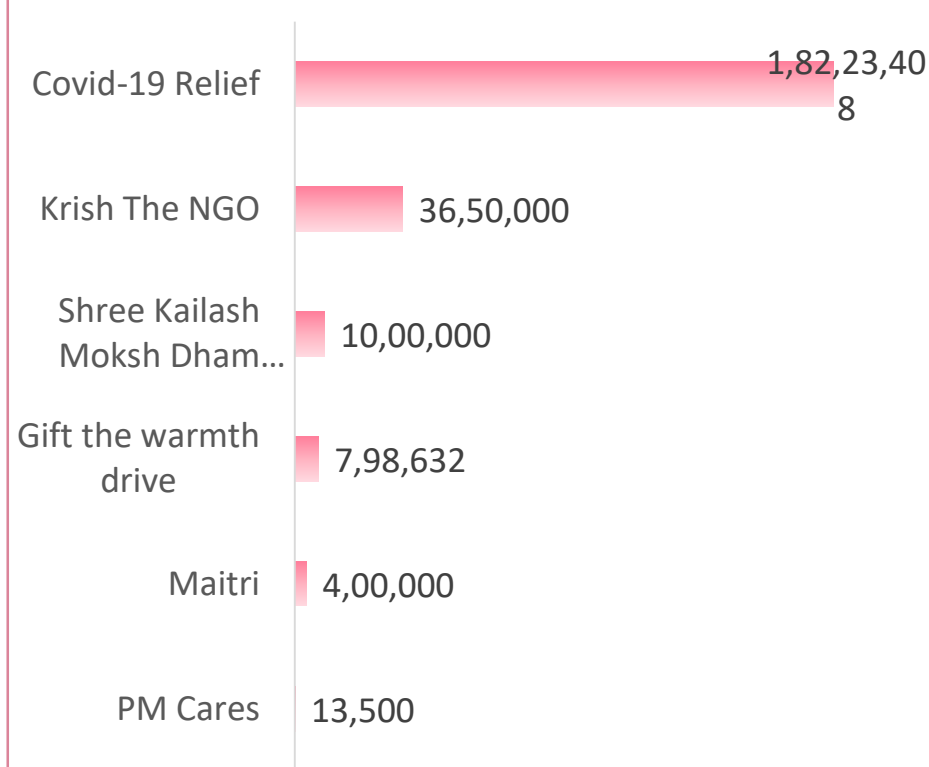 Covid-19 Relief
1,82,23,40
8
Krish The NGO
36,50,000
Shree Kailash
Moksh Dham...
10,00,000
Gift the warmth
drive
7,98,632
Maitri
4,00,000
PM Cares
13,500